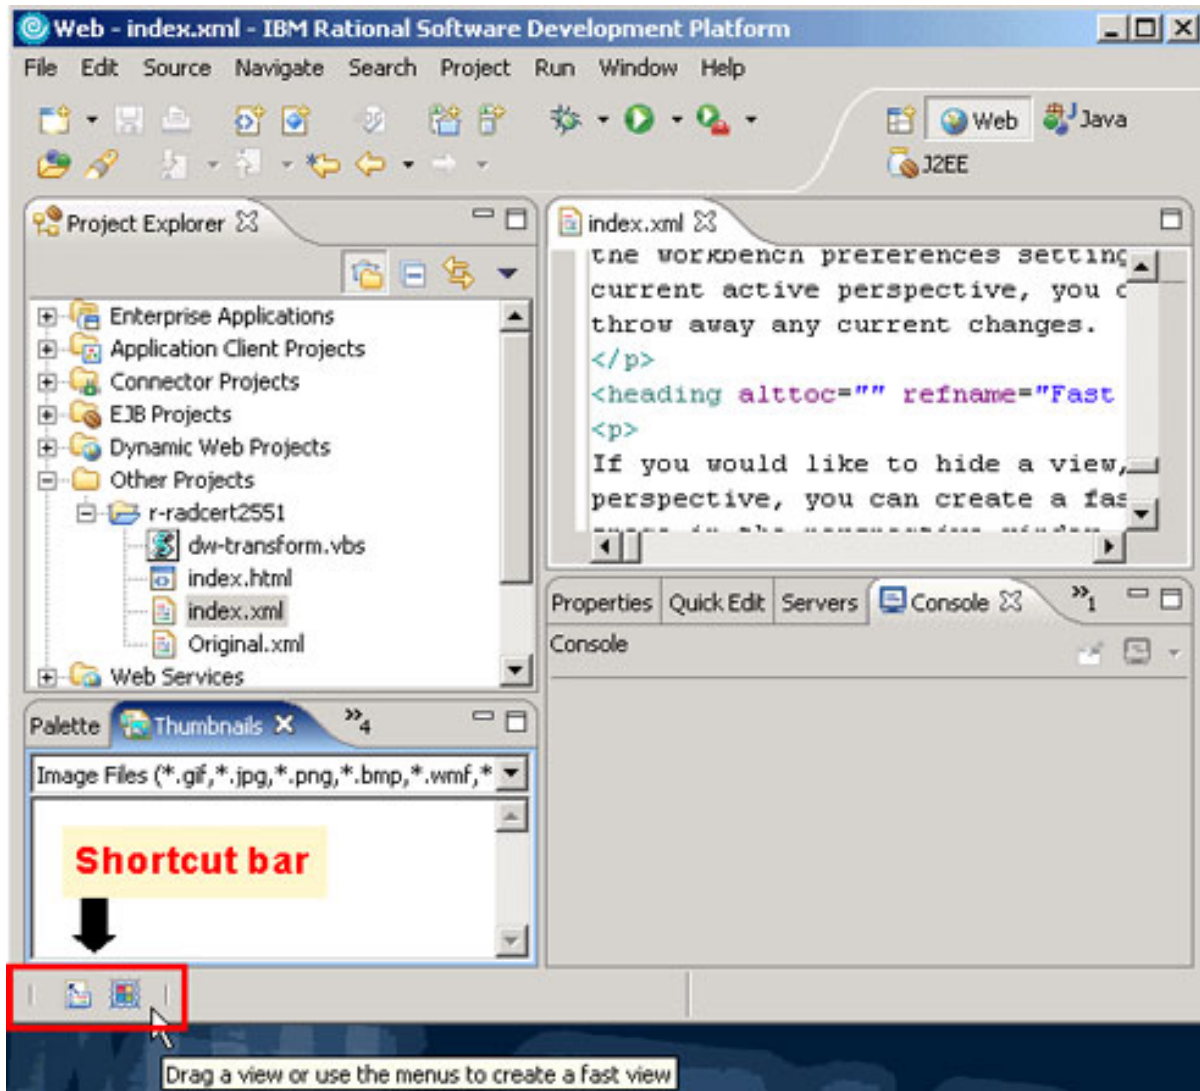 Web - index.xml - IBM Rational Software Development Platform
File Edit Source Navigate Search Project Run Window Help
Web Java
J2EE
Project Explorer
Enterprise Applications
Application Client Projects
Connector Projects
EJB Projects
Dynamic Web Projects
Other Projects
r-radcert2551
dw-transform.vbs
index.html
index.xml
Original.xml
Web Services
index.xml
the workbench preferences setting
current active perspective, you c
throw away any current changes.
</p>
<heading alttoc="" refname="Fast
<p>
If you would like to hide a view,
perspective, you can create a fas
Palette Thumbnails »4
Image Files (*.gif,*.jpg,*.png,*.bmp,*.wmf,*
Shortcut bar
Properties Quick Edit Servers Console »1
Console
Drag a view or use the menus to create a fast view